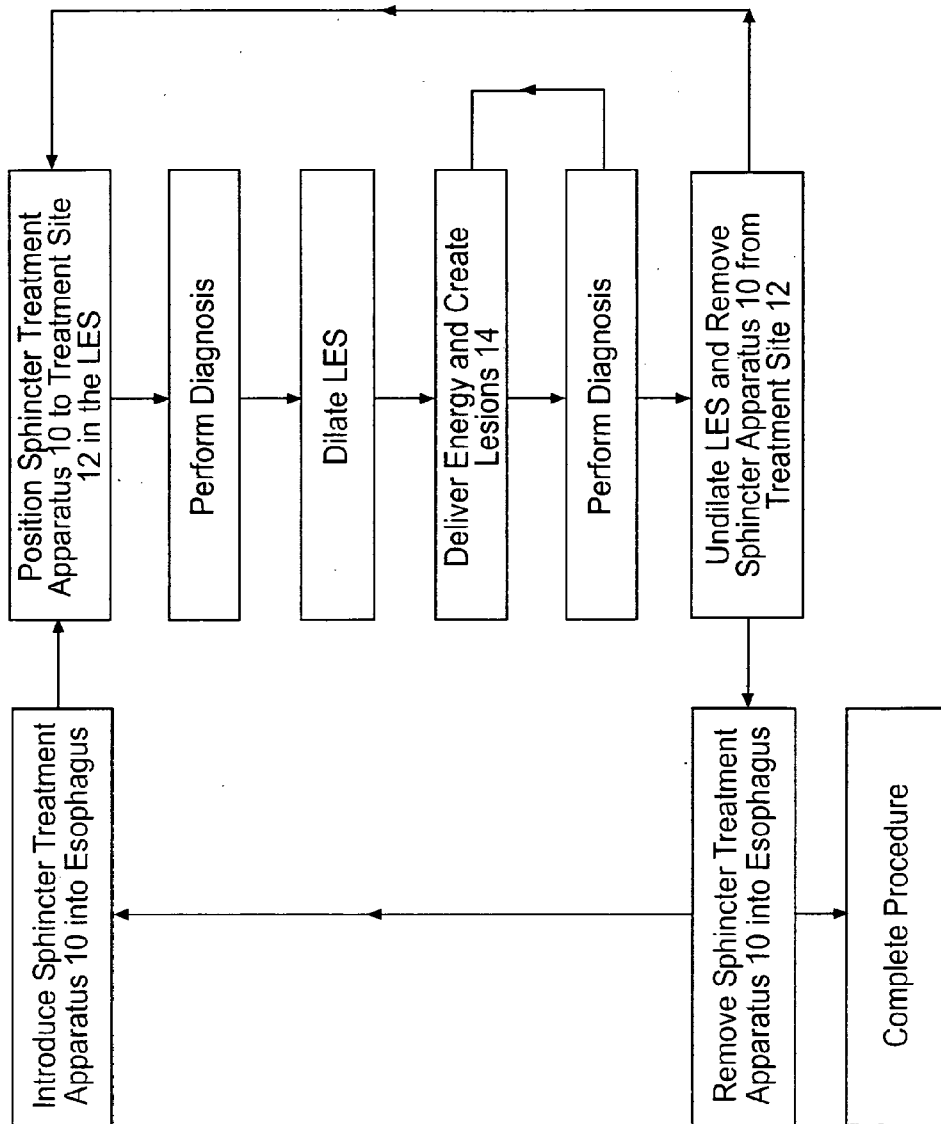 Introduce Sphincter Treatment
Apparatus 10 into Esophagus
Position Sphincter Treatment
Apparatus 10 to Treatment Site
12 in the LES
Perform Diagnosis
Dilate LES
Deliver Energy and Create
Lesions 14
Perform Diagnosis
Undilate LES and Remove
Sphincter Apparatus 10 from
Treatment Site 12
Remove Sphincter Treatment
Apparatus 10 into Esophagus
Complete Procedure